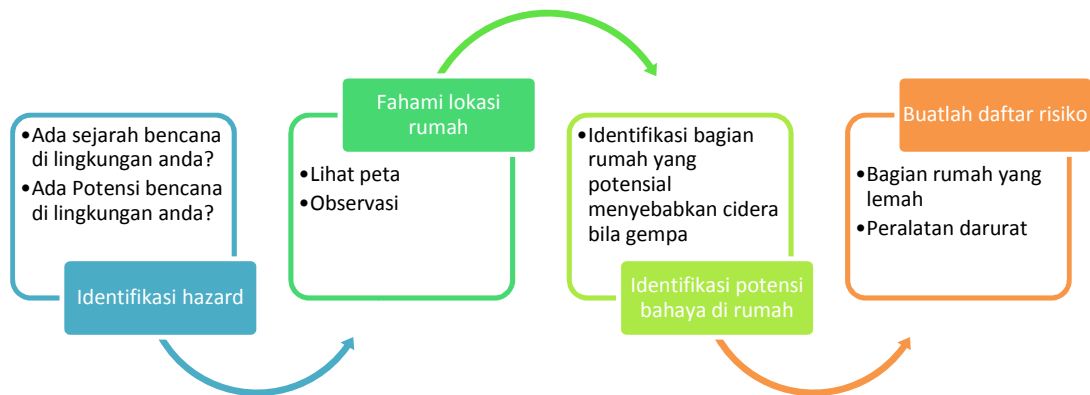 •Ada sejarah bencana
di lingkungan anda?
•Ada Potensi bencana
di lingkungan anda?
Identifikasi hazard
Fahami lokasi
rumah
•Lihat peta
•Observasi
•Identifikasi bagian
rumah yang
potensial
menyebabkan cidera
bila gempa
Identifikasi potensi
bahaya di rumah
Buatlah daftar risiko
•Bagian rumah yang
lemah
•Peralatan darurat